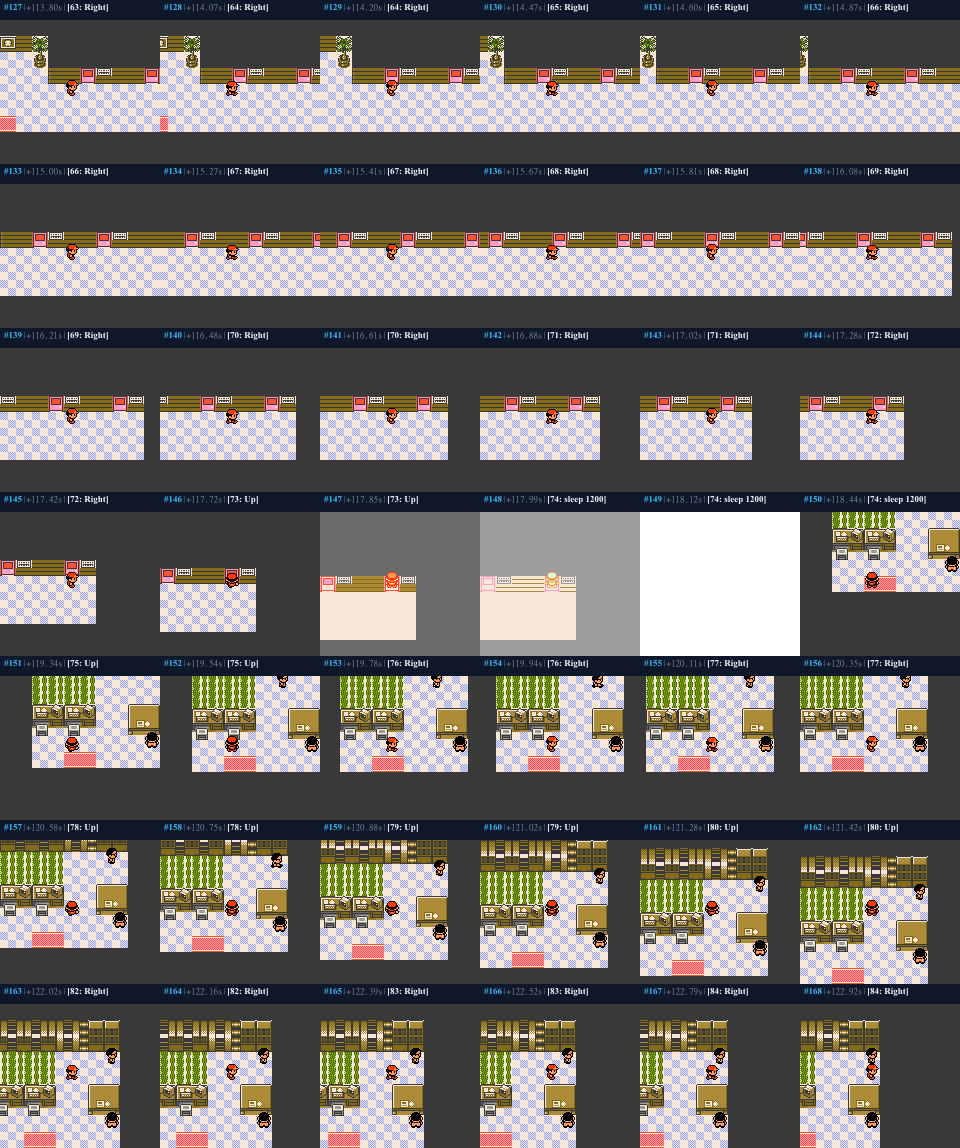 #127 | +113.80s | [63: Right] #128 | +114.07s | [64: Right] #129 | +114.20s | [64: Right] #130 | +114.47s | [65: Right] #131 | +114.60s | [65: Right] #132 | +114.87s | [66: Right]
#133 | +115.00s | [66: Right] #134 | +115.27s | [67: Right] #135 | +115.41s | [67: Right] #136 | +115.67s | [68: Right] #137 | +115.81s | [68: Right] #138 | +116.08s | [69: Right]
#139 | +116.21s | [69: Right] #140 | +116.48s | [70: Right] #141 | +116.61s | [70: Right] #142 | +116.88s | [71: Right] #143 | +117.02s | [71: Right] #144 | +117.28s | [72: Right]
#145 | +117.42s | [72: Right] #146 | +117.72s | [73: Up] #147 | +117.85s | [73: Up] #148 | +117.99s | [74: sleep 1200] #149 | +118.12s | [74: sleep 1200] #150 | +118.44s | [74: sleep 1200]
#151 | +119.34s | [75: Up] #152 | +119.54s | [75: Up] #153 | +119.78s | [76: Right] #154 | +119.94s | [76: Right] #155 | +120.11s | [77: Right] #156 | +120.35s | [77: Right]
#157 | +120.58s | [78: Up] #158 | +120.75s | [78: Up] #159 | +120.88s | [79: Up] #160 | +121.02s | [79: Up] #161 | +121.28s | [80: Up] #162 | +121.42s | [80: Up]
#163 | +122.02s | [82: Right] #164 | +122.16s | [82: Right] #165 | +122.39s | [83: Right] #166 | +122.52s | [83: Right] #167 | +122.79s | [84: Right] #168 | +122.92s | [84: Right]